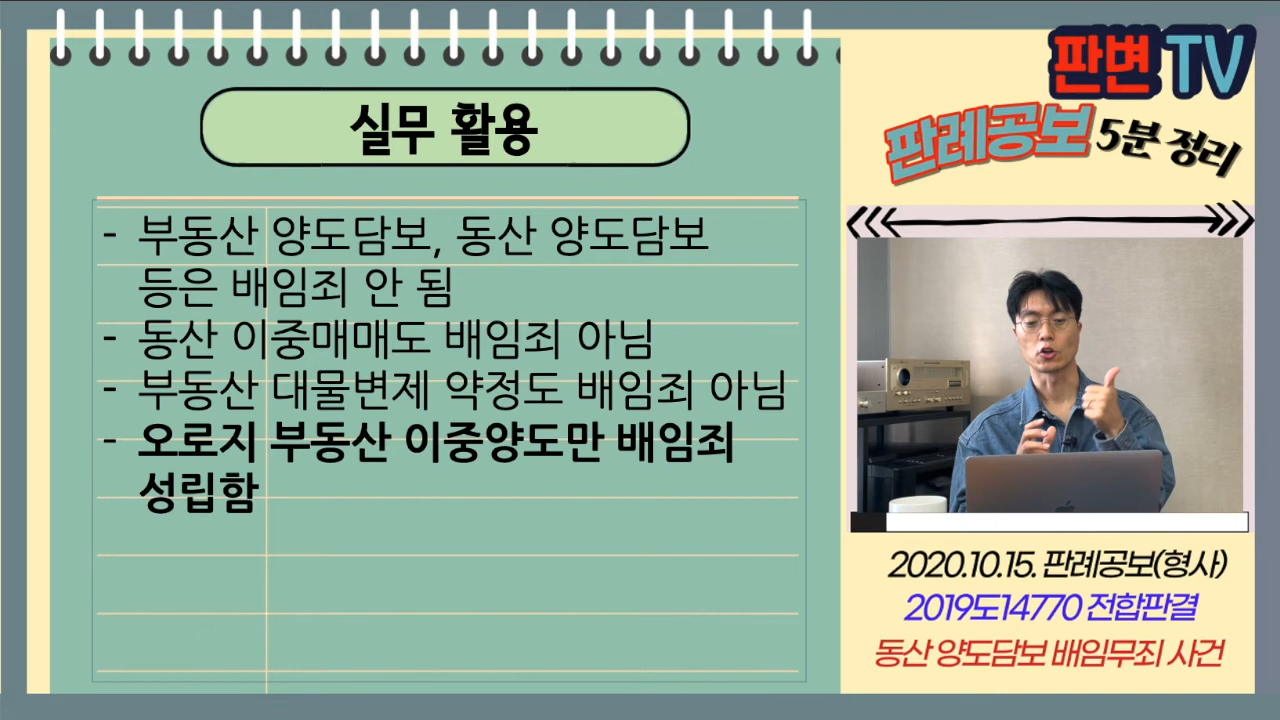 실무 활용
- 부동산 양도담보, 동산 양도담보
등은 배임죄 안 됨
- 동산 이중매매도 배임죄 아님
- 부동산 대물변제 약정도 배임죄 아님
- 오로지 부동산 이중양도만 배임죄
성립함
판변 TV
판례공보 5분 정리
2020.10.15. 판례공보(형사)
2019도14770 전합판결
동산 양도담보 배임무죄 사건